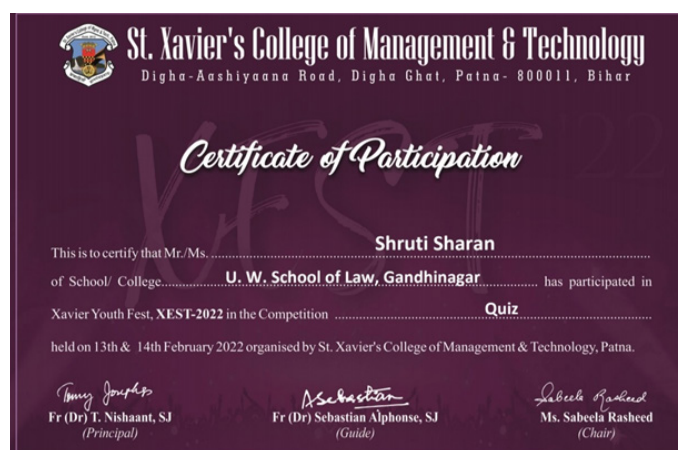 St. Xavier's College of Management & Technology
Digha-Aashiyaana Road, Digha Ghat, Patna- 800011, Bihar
XEST '22
Certificate of Participation
This is to certify that Mr./Ms. Shruti Sharan
of School/ College U. W. School of Law, Gandhinagar has participated in
Xavier Youth Fest, XEST-2022 in the Competition Quiz
held on 13th & 14th February 2022 organised by St. Xavier's College of Management & Technology, Patna.
Fr (Dr) T. Nishaant, SJ Fr (Dr) Sebastian Alphonse, SJ Ms. Sabeela Rasheed
(Principal) (Guide) (Chair)